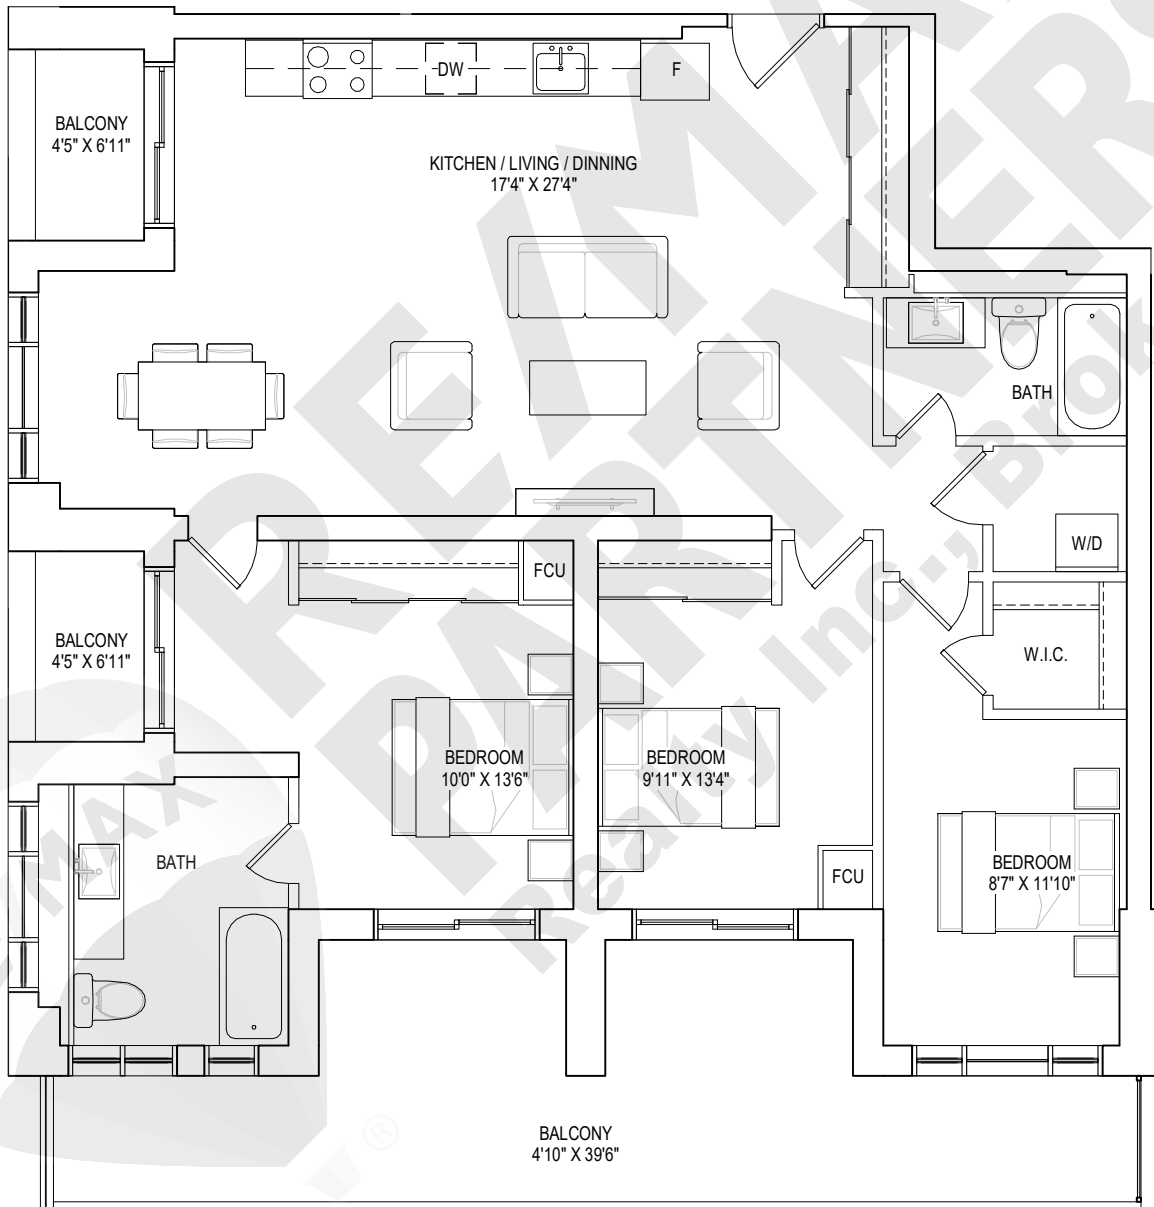 DW
F
BALCONY
4'5" X 6'11"
KITCHEN / LIVING / DINNING
17'4" X 27'4"
BATH
W/D
FCU
BALCONY
4'5" X 6'11"
W.I.C.
BEDROOM
10'0" X 13'6"
BEDROOM
9'11" X 13'4"
BATH
FCU
BEDROOM
8'7" X 11'10"
BALCONY
4'10" X 39'6"
RE/MAX
PARTNERS
Realty Inc., Brok
/MAX
®